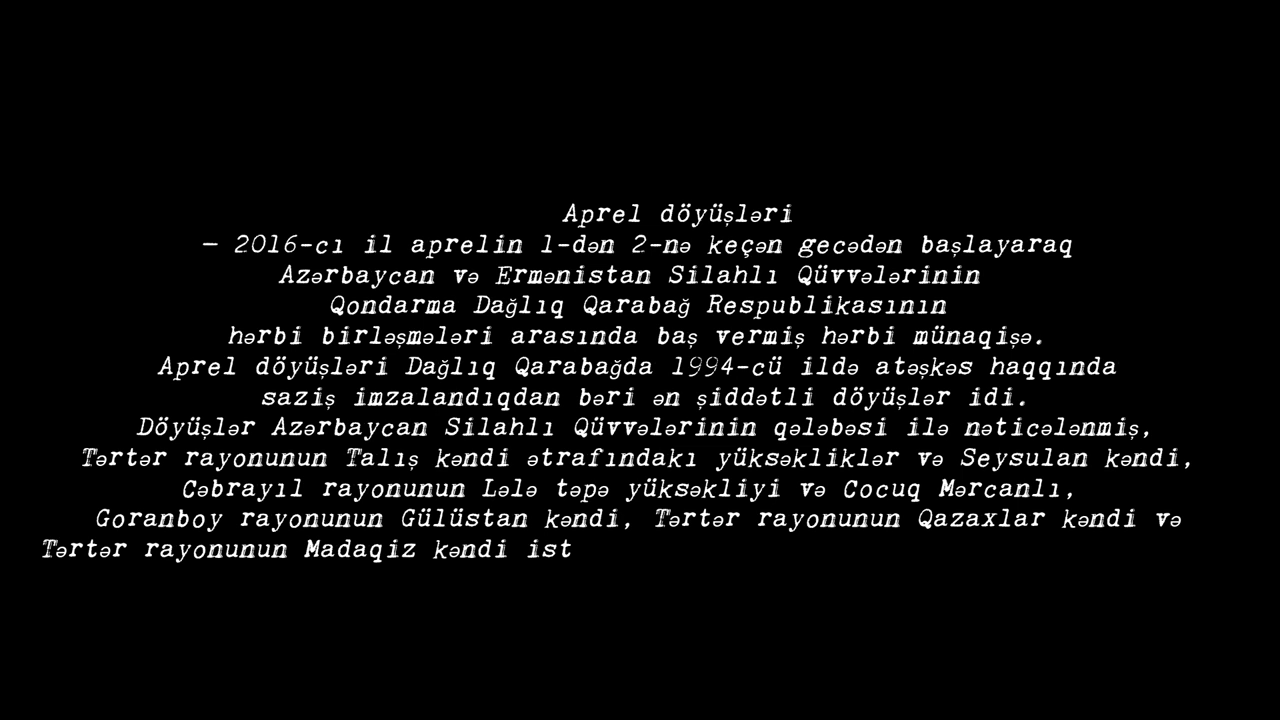 Aprel döyüşləri
— 2016-cı il aprelin 1-dən 2-nə keçən gecədən başlayaraq
Azərbaycan və Ermənistan Silahlı Qüvvələrinin
Qondarma Dağlıq Qarabağ Respublikasının
hərbi birləşmələri arasında baş vermiş hərbi münaqişə.
Aprel döyüşləri Dağlıq Qarabağda 1994-cü ildə atəşkəs haqqında
saziş imzalandıqdan bəri ən şiddətli döyüşlər idi.
Döyüşlər Azərbaycan Silahlı Qüvvələrinin qələbəsi ilə nəticələnmiş,
Tərtər rayonunun Talış kəndi ətrafındakı yüksəkliklər və Seysulan kəndi,
Cəbrayıl rayonunun Lələ təpə yüksəkliyi və Cocuq Mərcanlı,
Goranboy rayonunun Gülüstan kəndi, Tərtər rayonunun Qazaxlar kəndi və
Tərtər rayonunun Madaqiz kəndi ist